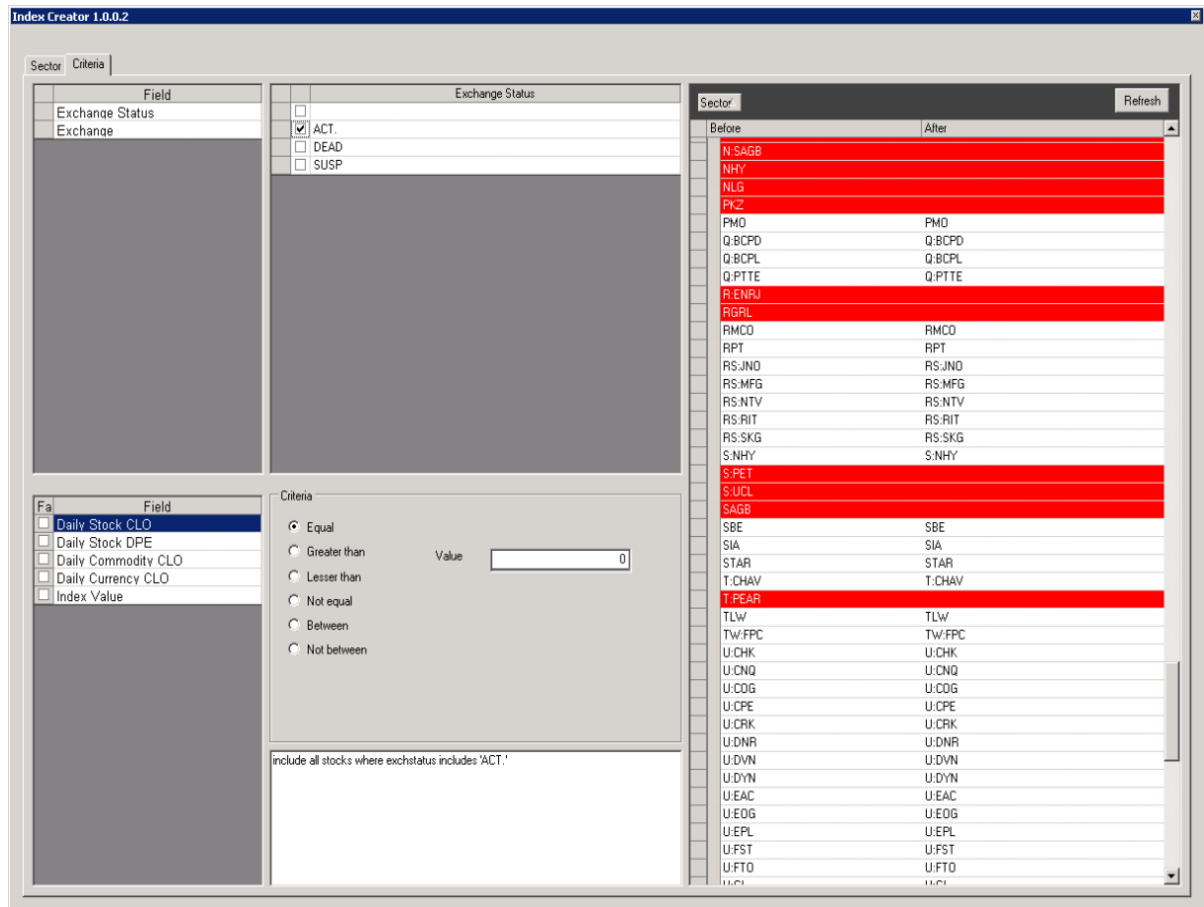 Index Creator 1.0.0.2
Sector Criteria
Field
Exchange Status
Exchange
Exchange Status
ACT.
DEAD
SUSP
Fa Field
Daily Stock CLO
Daily Stock DPE
Daily Commodity CLO
Daily Currency CLO
Index Value
Criteria
Equal
Greater than
Lesser than
Not equal
Between
Not between
Value 0
include all stocks where exchstatus includes 'ACT.'
Sector Refresh
Before After
N:SAGB
NHY
NLG
PKZ
PMO PMO
Q:BCPD Q:BCPD
Q:BCPL Q:BCPL
Q:PTTE Q:PTTE
R:ENRJ
RGRL
RMCO RMCO
RPT RPT
RS:JNO RS:JNO
RS:MFG RS:MFG
RS:NTV RS:NTV
RS:RIT RS:RIT
RS:SKG RS:SKG
S:NHY S:NHY
S:PET
S:UCL
SAGB
SBE SBE
SIA SIA
STAR STAR
T:CHAV T:CHAV
T:PEAR
TLW TLW
TW:FPC TW:FPC
U:CHK U:CHK
U:CNQ U:CNQ
U:COG U:COG
U:CPE U:CPE
U:CRK U:CRK
U:DNR U:DNR
U:DVN U:DVN
U:DYN U:DYN
U:EAC U:EAC
U:EOG U:EOG
U:EPL U:EPL
U:FST U:FST
U:FTO U:FTO